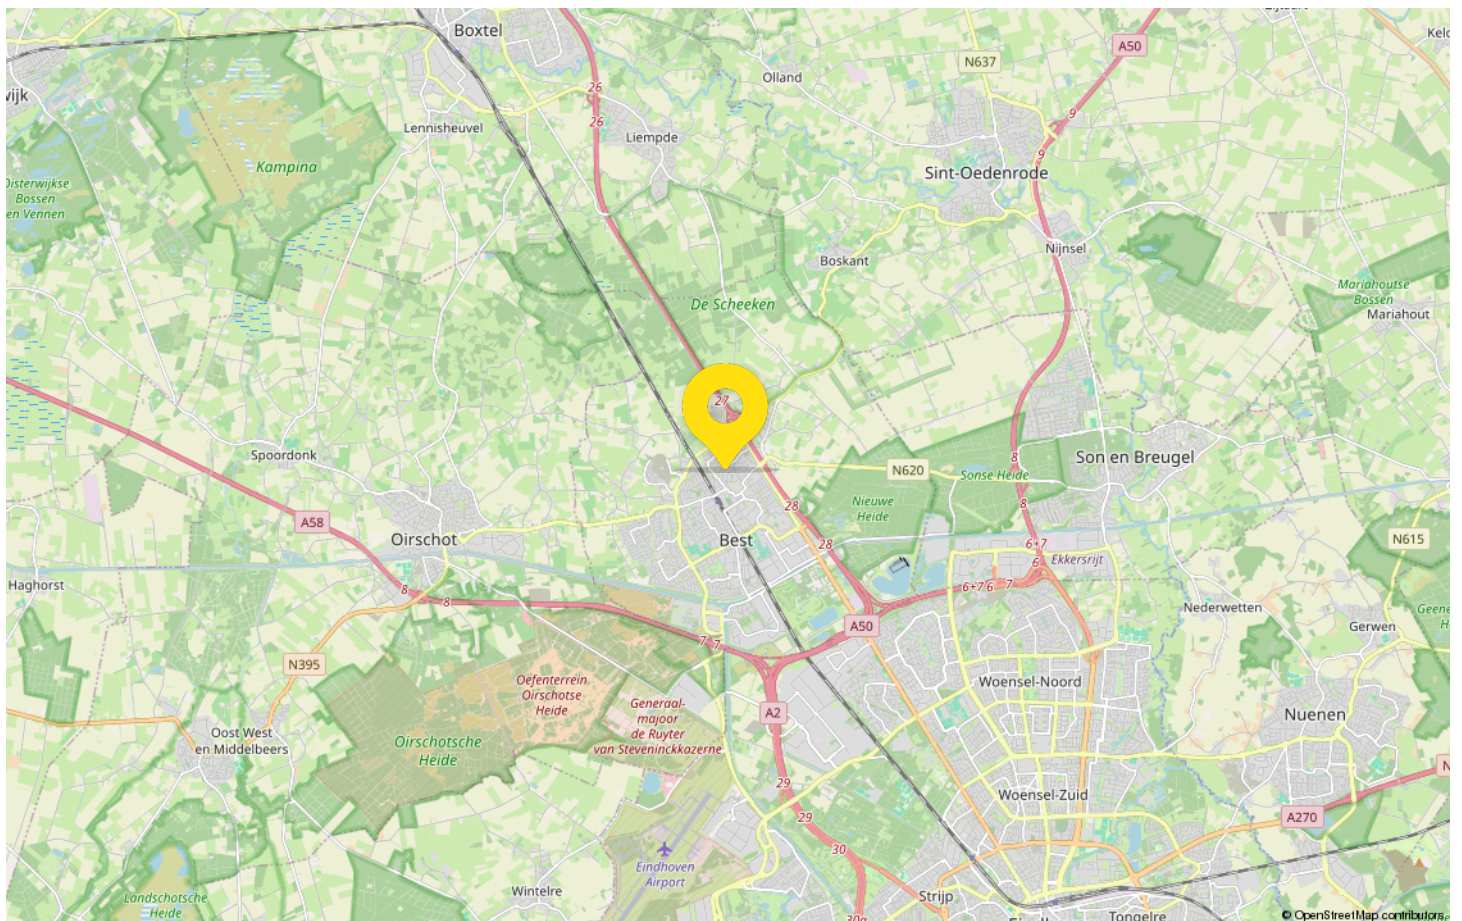 Boxtel
A50
Kelc
N637
Olland
26
26
9
vijk
Lennisheuvel
Liempde
9
Kampina
Sint-Oedenrode
Oisterwijkse
Bossen
en Vennen
Nijnsel
Boskant
Mariahoutse
Bossen
Mariahout
De Scheeken
27
Spoordonk
8
Son en Breugel
N620
Sonse Heide
Nieuwe
Heide
28
8
A58
Oirschot
Best
28
6+7
N615
6
Ekkersrijt
Haghorst
8
8
6+7 6
7
Nederwetten
Geene
H
A50
Gerwen
7
7
N395
Oefenterrein
Oirschotse
Heide
Woensel-Noord
Generaal-
majoor
de Ruyter
van Steveninckkazerne
A2
Nuenen
Oost West
en Middelbeers
Oirschotsche
Heide
N
29
Woensel-Zuid
29
A270
30
Eindhoven
Airport
Wintelre
Landschotsche
Heide
Strijp
30a
Tongelre
© OpenStreetMap contributors.